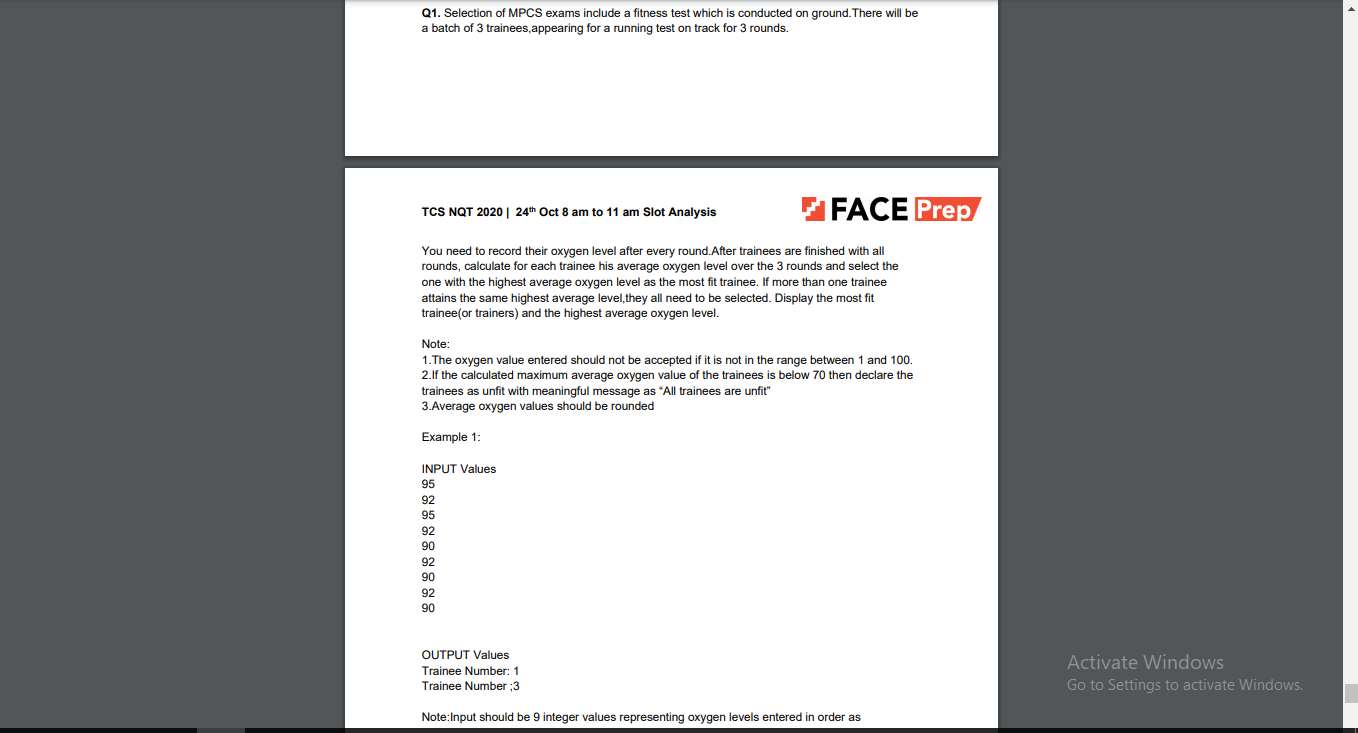 Q1. Selection of MPCS exams include a fitness test which is conducted on ground.There will be
a batch of 3 trainees,appearing for a running test on track for 3 rounds.
TCS NQT 2020 | 24th Oct 8 am to 11 am Slot Analysis
FACE Prep
You need to record their oxygen level after every round.After trainees are finished with all
rounds, calculate for each trainee his average oxygen level over the 3 rounds and select the
one with the highest average oxygen level as the most fit trainee. If more than one trainee
attains the same highest average level,they all need to be selected. Display the most fit
trainee(or trainers) and the highest average oxygen level.
Note:
1.The oxygen value entered should not be accepted if it is not in the range between 1 and 100.
2.If the calculated maximum average oxygen value of the trainees is below 70 then declare the
trainees as unfit with meaningful message as “All trainees are unfit”
3.Average oxygen values should be rounded
Example 1:
INPUT Values
95
92
95
92
90
92
90
92
90
OUTPUT Values
Trainee Number: 1
Trainee Number ;3
Note:Input should be 9 integer values representing oxygen levels entered in order as
Activate Windows
Go to Settings to activate Windows.